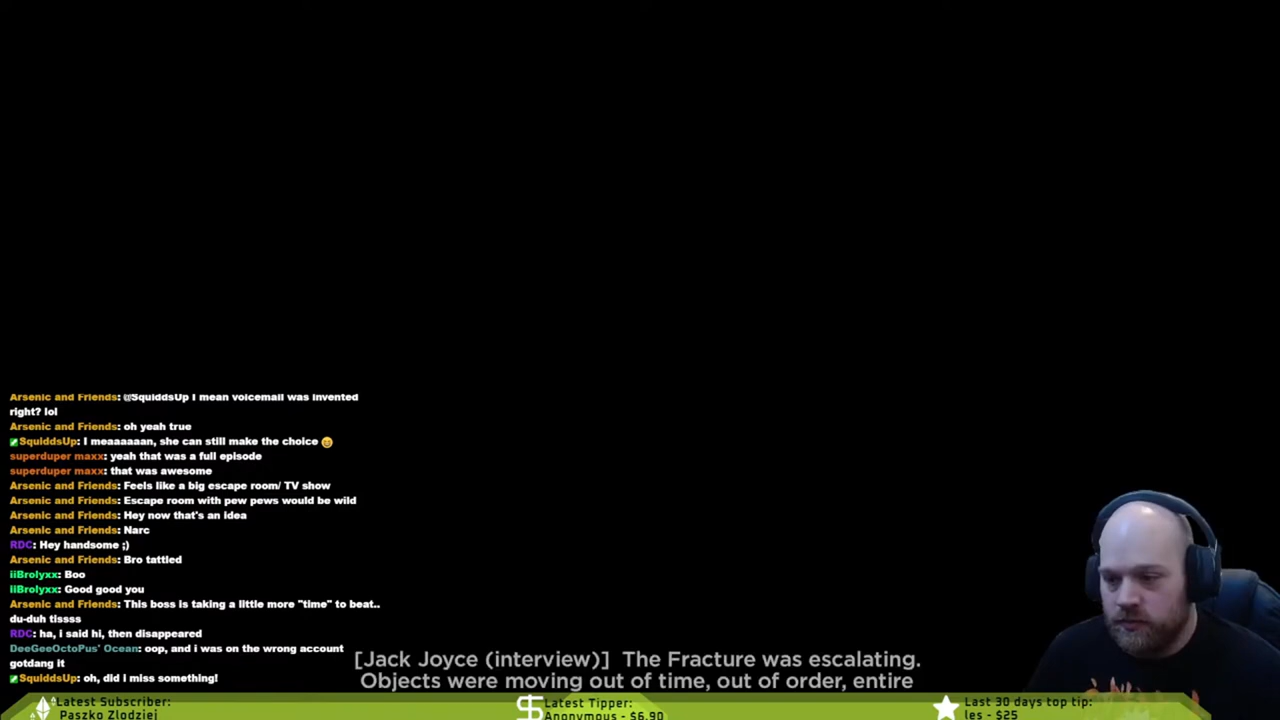 Arsenic and Friends: @SquiddsUp I mean voicemail was invented
right? lol
Arsenic and Friends: oh yeah true
SquiddsUp: I meaaaaaan, she can still make the choice
superduper maxx: yeah that was a full episode
superduper maxx: that was awesome
Arsenic and Friends: Feels like a big escape room/ TV show
Arsenic and Friends: Escape room with pew pews would be wild
Arsenic and Friends: Hey now that's an idea
Arsenic and Friends: Narc
RDC: Hey handsome ;)
Arsenic and Friends: Bro tattled
iiBrolyxx: Boo
iiBrolyxx: Good good you
Arsenic and Friends: This boss is taking a little more "time" to beat..
du-duh tissss
RDC: ha, i said hi, then disappeared
DeeGeeOctoPus' Ocean: oop, and i was on the wrong account
gotdang it
SquiddsUp: oh, did i miss something!
[Jack Joyce (interview)] The Fracture was escalating.
Objects were moving out of time, out of order, entire
Latest Subscriber:
Paszko Zlodziej
Latest Tipper:
Anonymous - $6.90
Last 30 days top tip:
les - $25